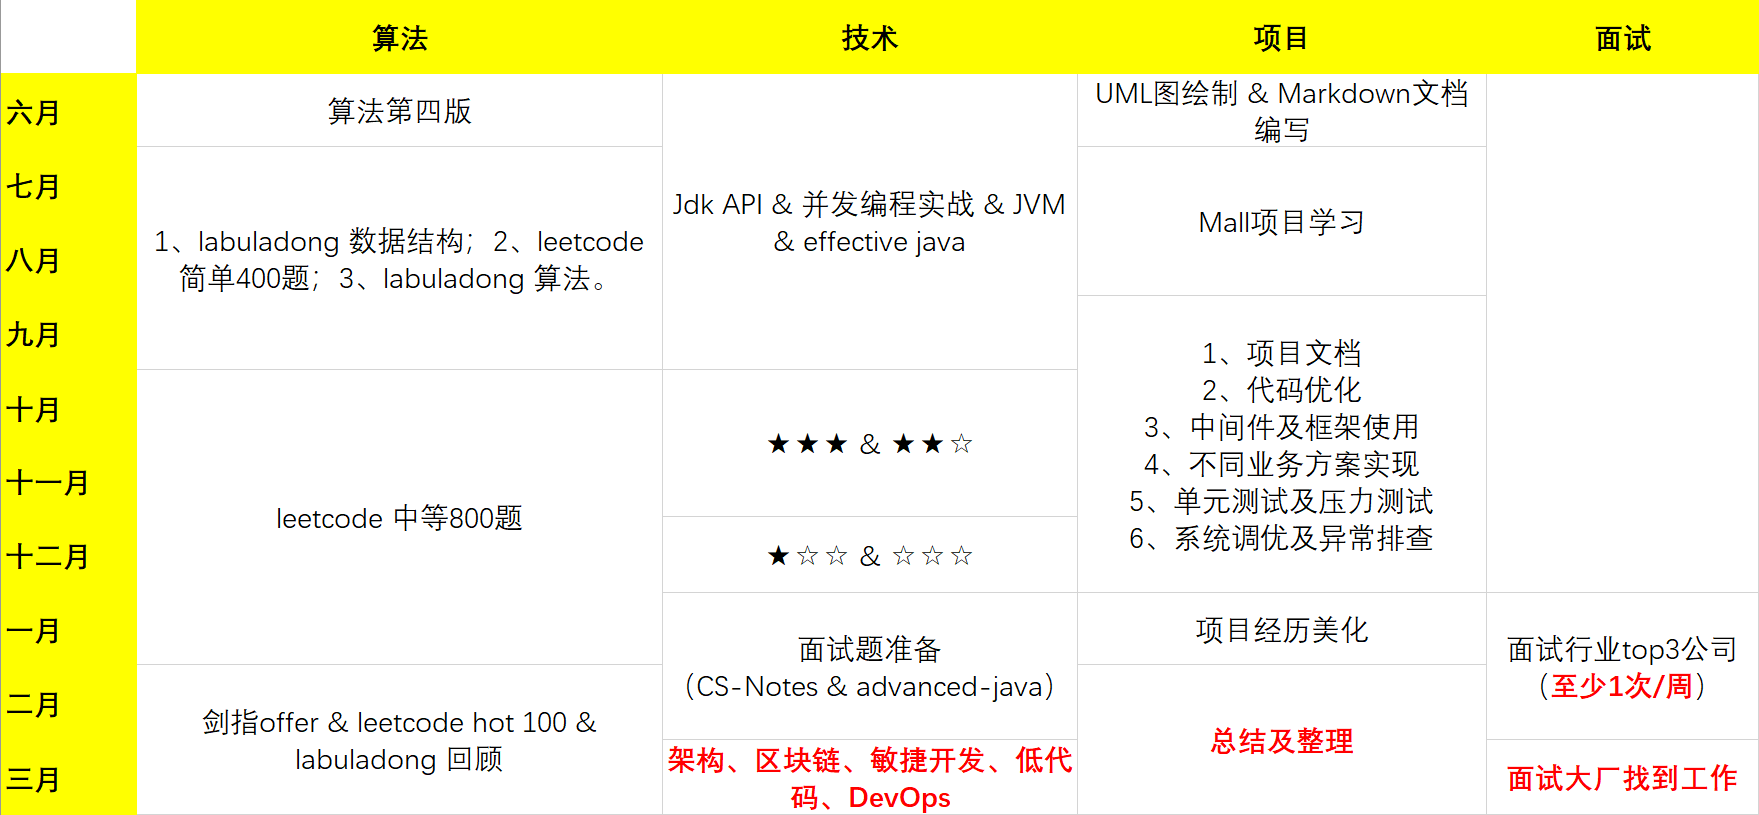 算法
技术
项目
面试
六月
七月
八月
九月
十月
十一月
十二月
一月
二月
三月
算法第四版
1、labuladong 数据结构；2、leetcode
简单400题；3、labuladong 算法。
leetcode 中等800题
剑指offer & leetcode hot 100 &
labuladong 回顾
Jdk API & 并发编程实战 & JVM
& effective java
★★★ & ★★☆
★☆☆ & ☆☆☆
面试题准备
（CS-Notes & advanced-java）
架构、区块链、敏捷开发、低代
码、DevOps
UML图绘制 & Markdown文档
编写
Mall项目学习
1、项目文档
2、代码优化
3、中间件及框架使用
4、不同业务方案实现
5、单元测试及压力测试
6、系统调优及异常排查
项目经历美化
总结及整理
面试行业top3公司
（至少1次/周）
面试大厂找到工作